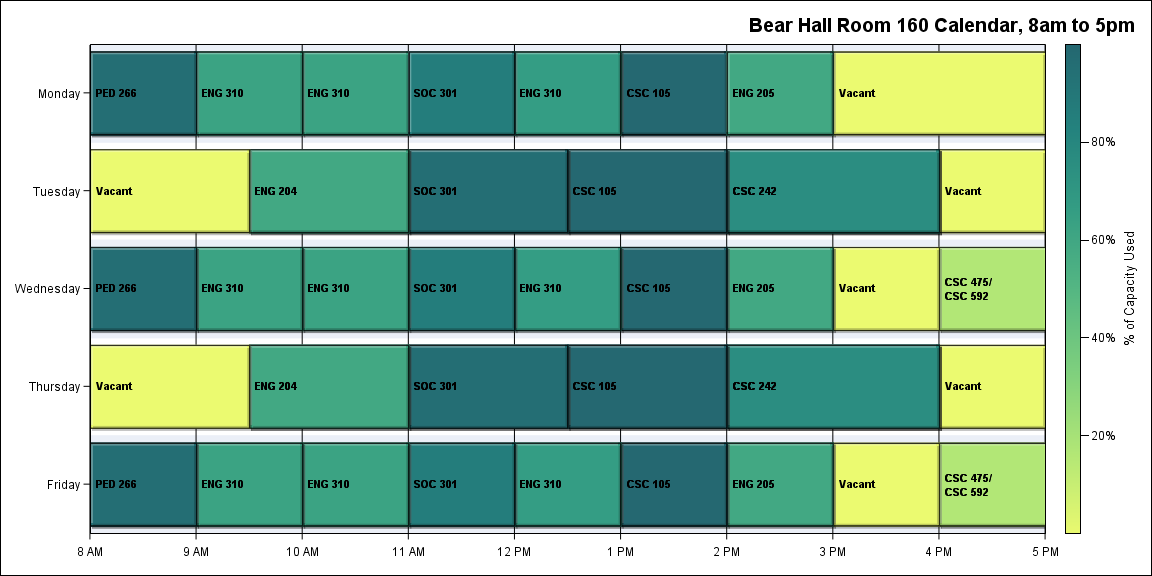 Bear Hall Room 160 Calendar, 8am to 5pm
Monday
PED 266
ENG 310
ENG 310
SOC 301
ENG 310
CSC 105
ENG 205
Vacant
Tuesday
Vacant
ENG 204
SOC 301
CSC 105
CSC 242
Vacant
Wednesday
PED 266
ENG 310
ENG 310
SOC 301
ENG 310
CSC 105
ENG 205
Vacant
CSC 475/
CSC 592
Thursday
Vacant
ENG 204
SOC 301
CSC 105
CSC 242
Vacant
Friday
PED 266
ENG 310
ENG 310
SOC 301
ENG 310
CSC 105
ENG 205
Vacant
CSC 475/
CSC 592
8 AM
9 AM
10 AM
11 AM
12 PM
1 PM
2 PM
3 PM
4 PM
5 PM
80%
60%
40%
20%
% of Capacity Used